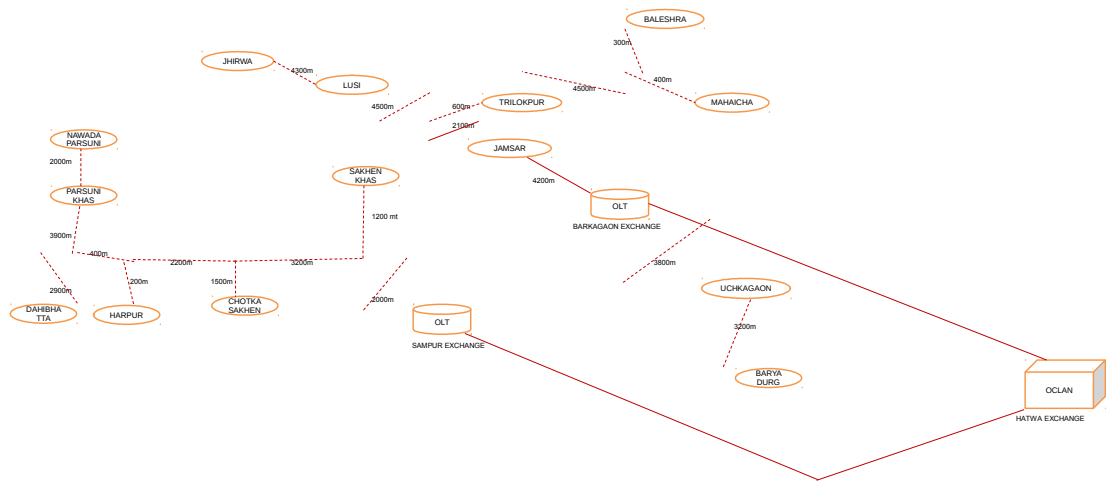 BALESHRA
300m
JHIRWA
4300m
LUSI
4500m
400m
4500m
600m
TRILOKPUR
MAHAICHA
2100m
NAWADA
PARSUNI
JAMSAR
2000m
SAKHEN
KHAS
4200m
PARSUNI
KHAS
OLT
1200 mt
BARKAGAON EXCHANGE
3900m
400m
2200m
3200m
3800m
2900m
200m
1500m
UCHKAGAON
2000m
CHOTKA
SAKHEN
DAHIBHA
TTA
HARPUR
OLT
3200m
SAMPUR EXCHANGE
BARYA
DURG
OCLAN
HATWA EXCHANGE